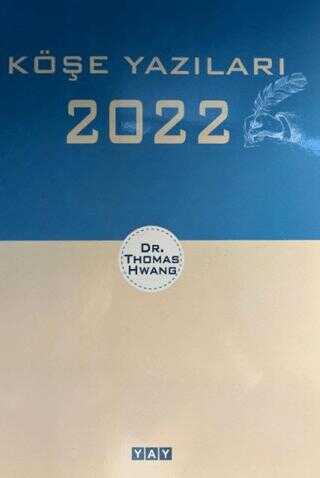 KÖŞE YAZILARI
2022
DR.
THOMAS
HWANG
YAY